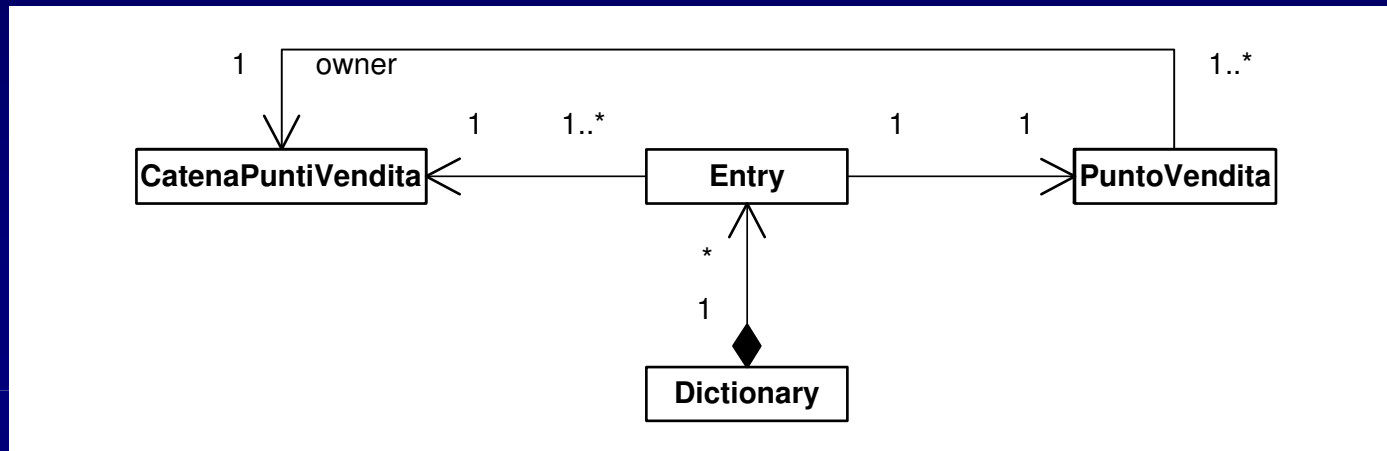 1 owner 1..*
1 1..* 1 1
CatenaPuntiVendita Entry PuntoVendita
*
1
Dictionary